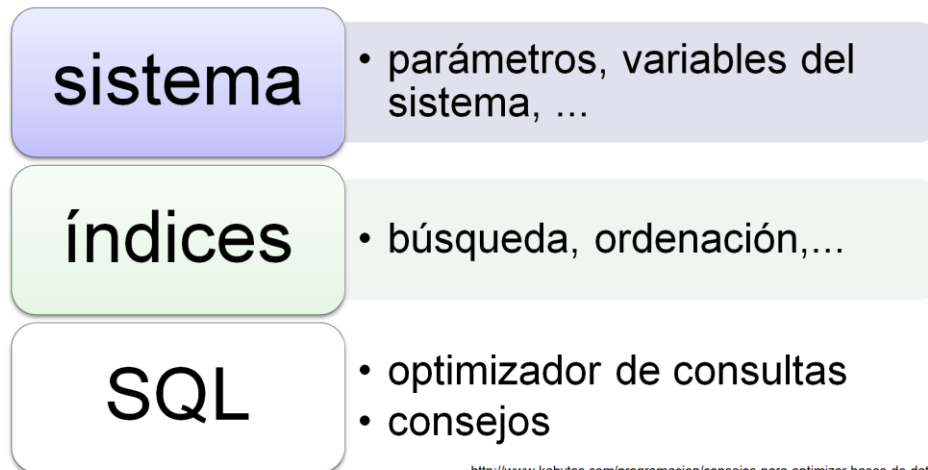 sistema
• parámetros, variables del
sistema, ...
índices
• búsqueda, ordenación,...
SQL
• optimizador de consultas
• consejos